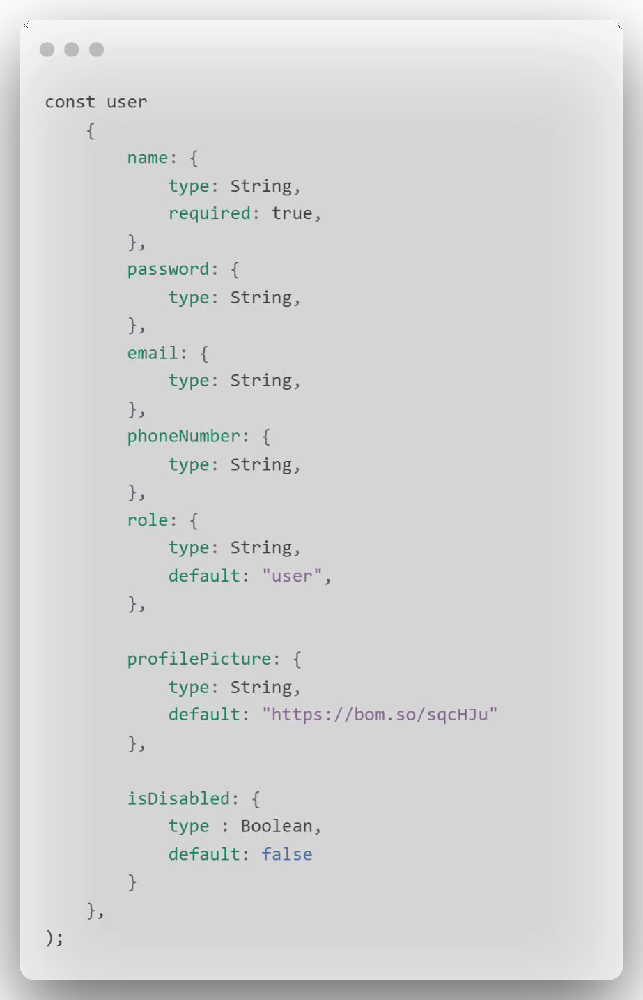 const user
    {
        name: {
            type: String,
            required: true,
        },
        password: {
            type: String,
        },
        email: {
            type: String,
        },
        phoneNumber: {
            type: String,
        },
        role: {
            type: String,
            default: "user",
        },

        profilePicture: {
            type: String,
            default: "https://bom.so/sqcHJu"
        },

        isDisabled: {
            type : Boolean,
            default: false
        }
    },
);